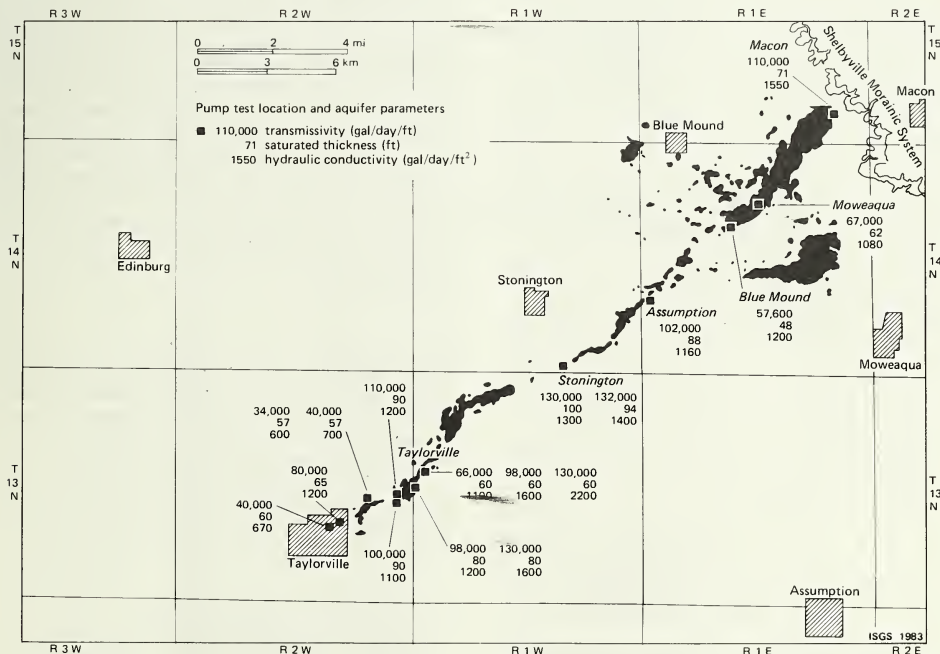 R 3 W R 2 W R 1 W R 1 E R 2 E
T
15
N
T
15
N
0 2 4 mi
0 3 6 km
Pump test location and aquifer parameters
110,000 transmissivity (gal/day/ft)
71 saturated thickness (ft)
1550 hydraulic conductivity (gal/day/ft²)
Macon
110,000
71
1550
Shelbyville Morainic System
Macon
Blue Mound
Moweaqua
67,000
62
1080
T
14
N
T
14
N
Edinburg
Stonington
Blue Mound
57,600
48
1200
Assumption
102,000
88
1160
Moweaqua
Stonington
130,000 132,000
100 94
1300 1400
110,000
90
1200
34,000 40,000
57 57
600 700
Taylorville
66,000 98,000 130,000
60 60 60
1190 1600 2200
80,000
65
1200
T
13
N
T
13
N
40,000
60
670
Taylorville
100,000
90
1100
98,000 130,000
80 80
1200 1600
Assumption
ISGS 1983
R 3 W R 2 W R 1 W R 1 E R 2 E